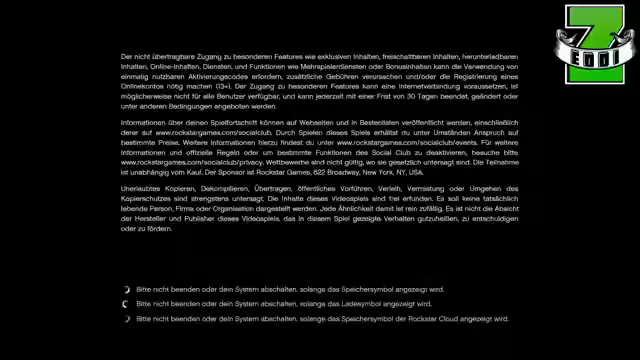 Der nicht übertragbare Zugang zu besonderen Features wie exklusiven Inhalten, freischaltbaren Inhalten, herunterladbaren
Inhalten, Online-Inhalten, Diensten, und Funktionen wie Mehrspielerdiensten oder Bonusinhalten kann die Verwendung von
einmalig nutzbaren Aktivierungscodes erfordern, zusätzliche Gebühren verursachen und/oder die Registrierung eines
Onlinekontos nötig machen (13+). Der Zugang zu besonderen Features kann eine Internetverbindung voraussetzen, ist
möglicherweise nicht für alle Benutzer verfügbar, und kann jederzeit mit einer Frist von 30 Tagen beendet, geändert oder
unter anderen Bedingungen angeboten werden.
Informationen über deinen Spielfortschritt können auf Webseiten und in Bestenlisten veröffentlicht werden, einschließlich
derer auf www.rockstargames.com/socialclub. Durch Spielen dieses Spieles erhältst du unter Umständen Anspruch auf
bestimmte Preise. Weitere Informationen hierzu findest du unter www.rockstargames.com/socialclub/events. Für weitere
Informationen und offizielle Regeln oder um bestimmte Funktionen des Social Club zu deaktivieren, besuche bitte
www.rockstargames.com/socialclub/privacy. Wettbewerbe sind nicht gültig, wo sie gesetzlich untersagt sind. Die Teilnahme
ist unabhängig vom Kauf. Der Sponsor ist Rockstar Games, 622 Broadway, New York, NY, USA.
Unerlaubtes Kopieren, Dekompilieren, Übertragen, öffentliches Vorführen, Verleih, Vermietung oder Umgehen des
Kopierschutzes sind strengstens untersagt. Die Inhalte dieses Videospiels sind frei erfunden. Es soll keine tatsächlich
lebende Person, Firma oder Organisation dargestellt werden. Jede Ähnlichkeit damit ist rein zufällig. Es ist nicht die Absicht
der Hersteller und Publisher dieses Videospiels, das in diesem Spiel gezeigte Verhalten gutzuheißen, zu entschuldigen
oder zu fördern.
Bitte nicht beenden oder dein System abschalten, solange das Speichersymbol angezeigt wird.
Bitte nicht beenden oder dein System abschalten, solange das Ladesymbol angezeigt wird.
Bitte nicht beenden oder dein System abschalten, solange das Speichersymbol der Rockstar Cloud angezeigt wird.
7
EDDI